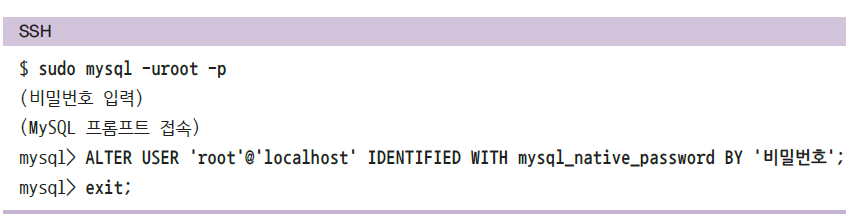 SSH
$ sudo mysql -uroot -p
(비밀번호 입력)
(MySQL 프롬프트 접속)
mysql> ALTER USER 'root'@'localhost' IDENTIFIED WITH mysql_native_password BY '비밀번호';
mysql> exit;